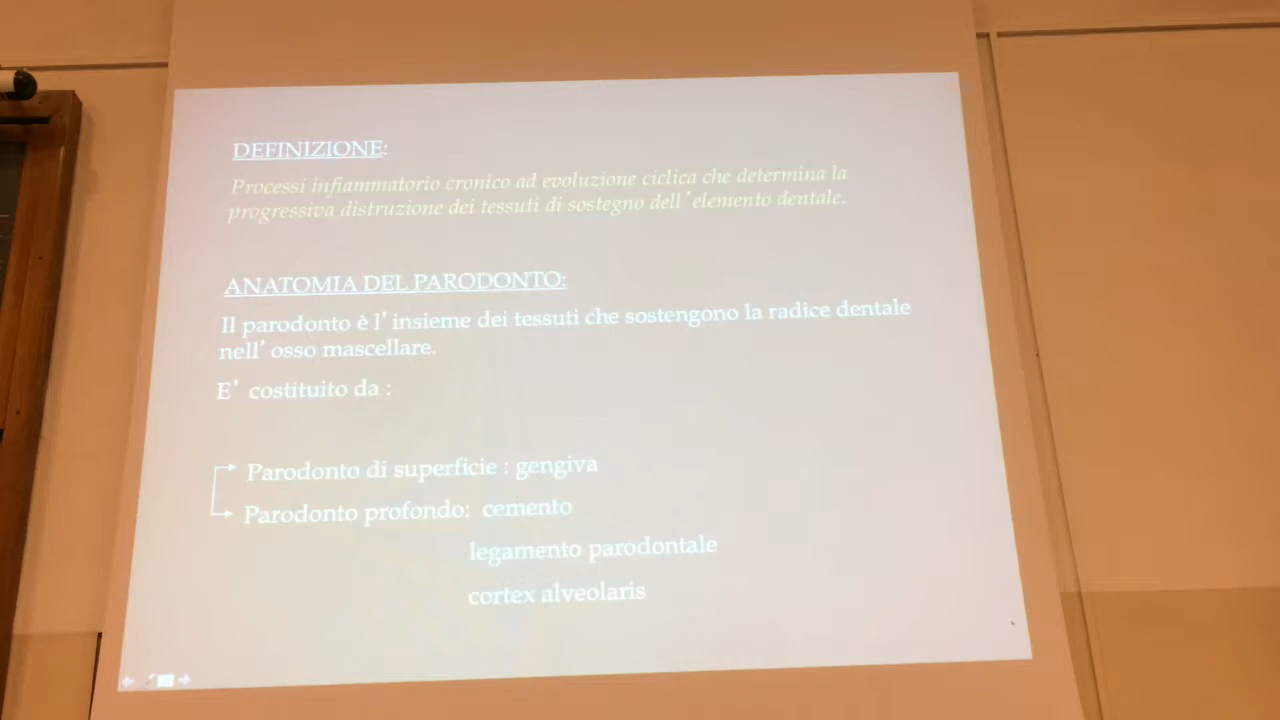 DEFINIZIONE:
Processi infiammatorio cronico ad evoluzione ciclica che determina la
progressiva distruzione dei tessuti di sostegno dell'elemento dentale.
ANATOMIA DEL PARODONTO:
Il parodonto è l'insieme dei tessuti che sostengono la radice dentale
nell'osso mascellare.
E' costituito da :
Parodonto di superficie : gengiva
Parodonto profondo: cemento
legamento parodontale
cortex alveolaris